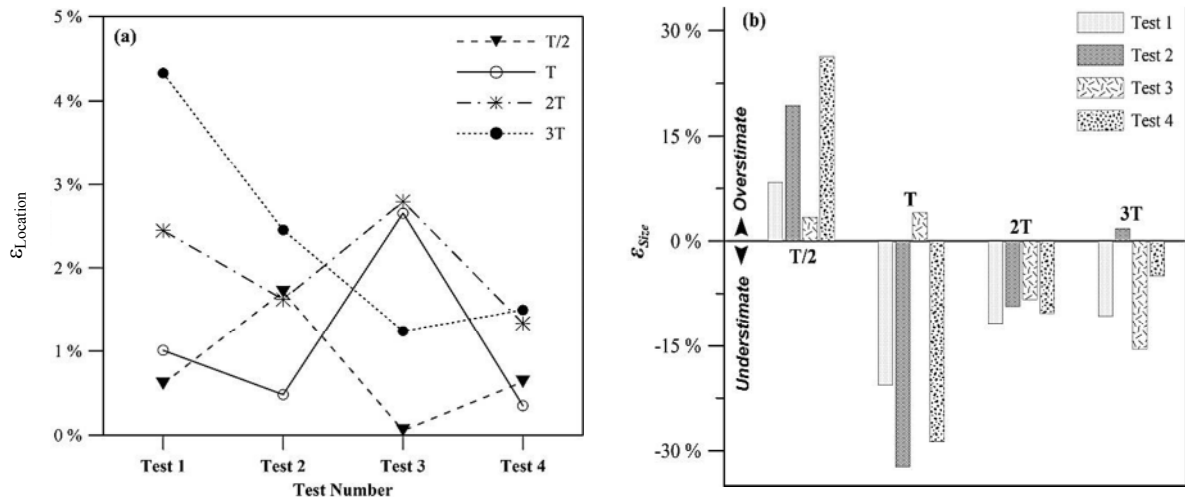 5 %
4 %
3 %
2 %
1 %
0 %
εLocation
(a)
T/2
T
2T
3T
Test 1
Test 2
Test 3
Test 4
Test Number
(b)
30 %
15 %
0 %
-15 %
-30 %
εSize
Overstimate
Understimate
Test 1
Test 2
Test 3
Test 4
T/2
T
2T
3T